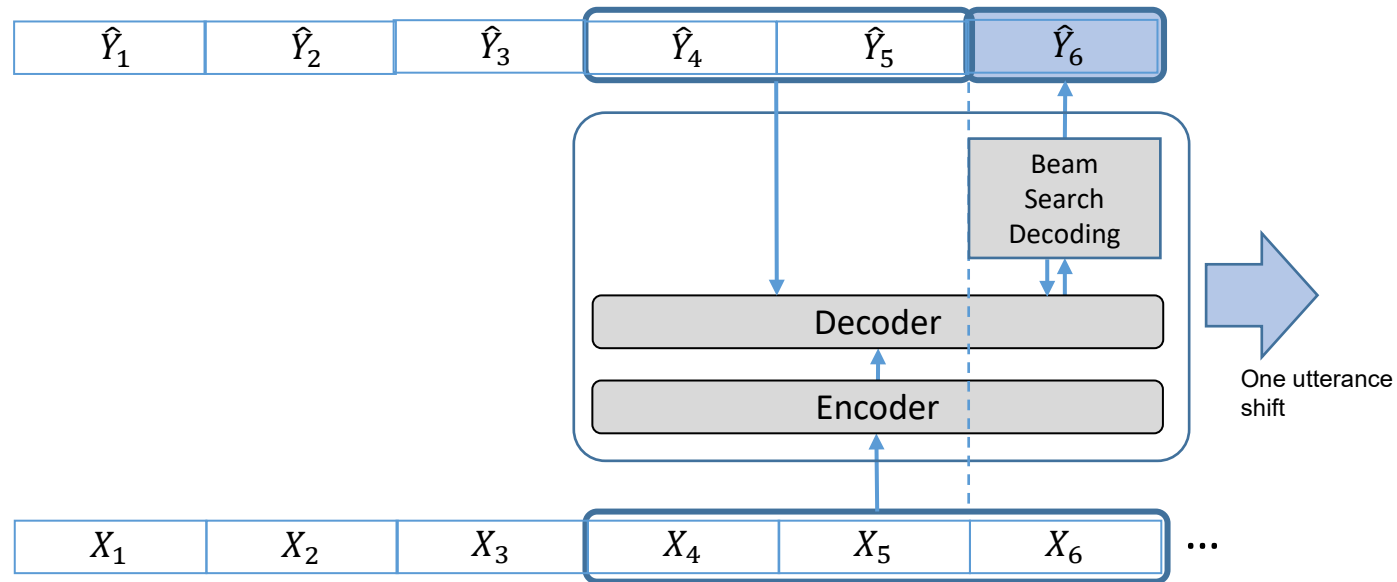 Ŷ₁ Ŷ₂ Ŷ₃ Ŷ₄ Ŷ₅ Ŷ₆
Beam
Search
Decoding
Decoder
Encoder
One utterance
shift
X₁ X₂ X₃ X₄ X₅ X₆ ...